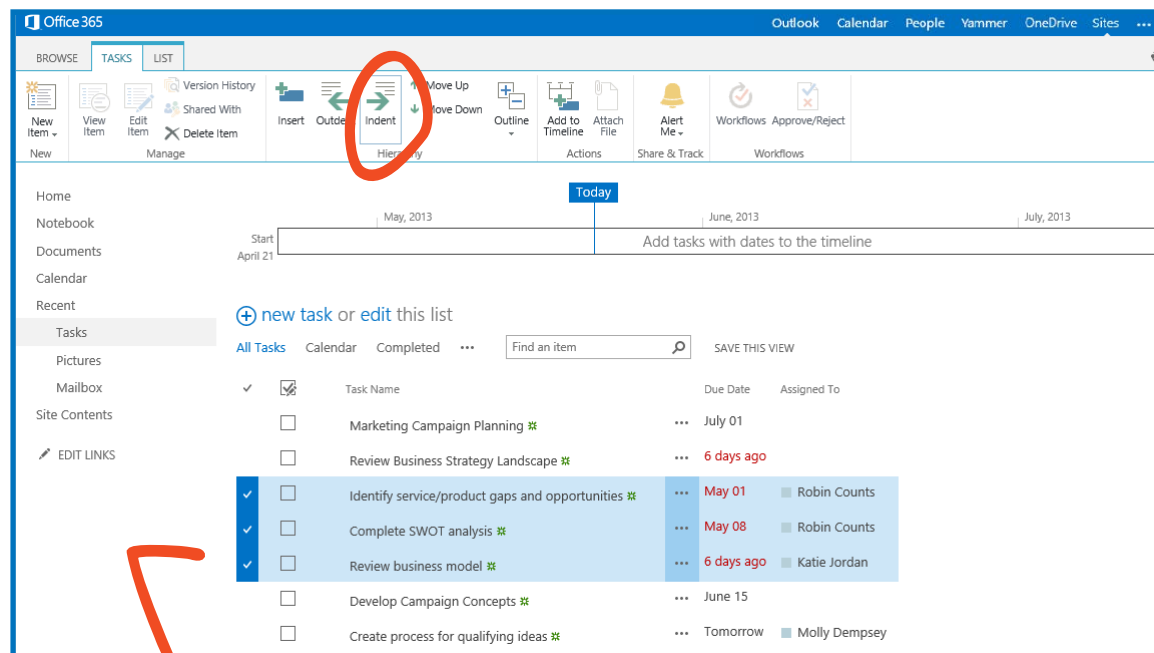 Office 365
Outlook Calendar People Yammer OneDrive Sites ...
BROWSE TASKS LIST
New Item
View Item
Edit Item
Version History
Shared With
Delete Item
Insert
Indent
Move Up
Move Down
Outline
Add to Timeline
Attach File
Alert Me
Workflows
Approve/Reject
New Manage Hierarchy Actions Share & Track Workflows
Home
Notebook
Documents
Calendar
Recent
Tasks
Pictures
Mailbox
Site Contents
EDIT LINKS
Today
May, 2013 June, 2013 July, 2013
Start
April 21
Add tasks with dates to the timeline
new task or edit this list
All Tasks Calendar Completed ... Find an item SAVE THIS VIEW
Task Name Due Date Assigned To
Marketing Campaign Planning ... July 01
Review Business Strategy Landscape ... 6 days ago
Identify service/product gaps and opportunities ... May 01 Robin Counts
Complete SWOT analysis ... May 08 Robin Counts
Review business model ... 6 days ago Katie Jordan
Develop Campaign Concepts ... June 15
Create process for qualifying ideas ... Tomorrow Molly Dempsey